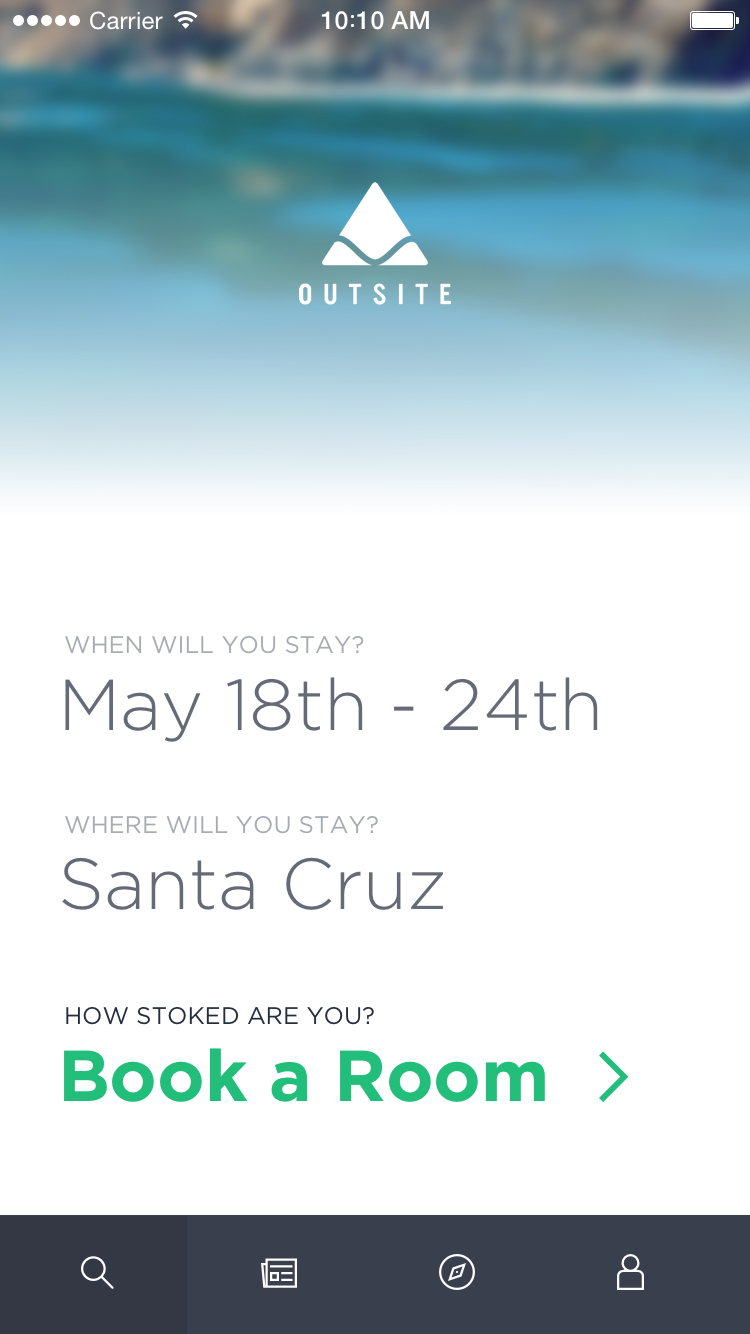 Carrier 10:10 AM
OUTSITE
WHEN WILL YOU STAY?
May 18th - 24th
WHERE WILL YOU STAY?
Santa Cruz
HOW STOKED ARE YOU?
Book a Room